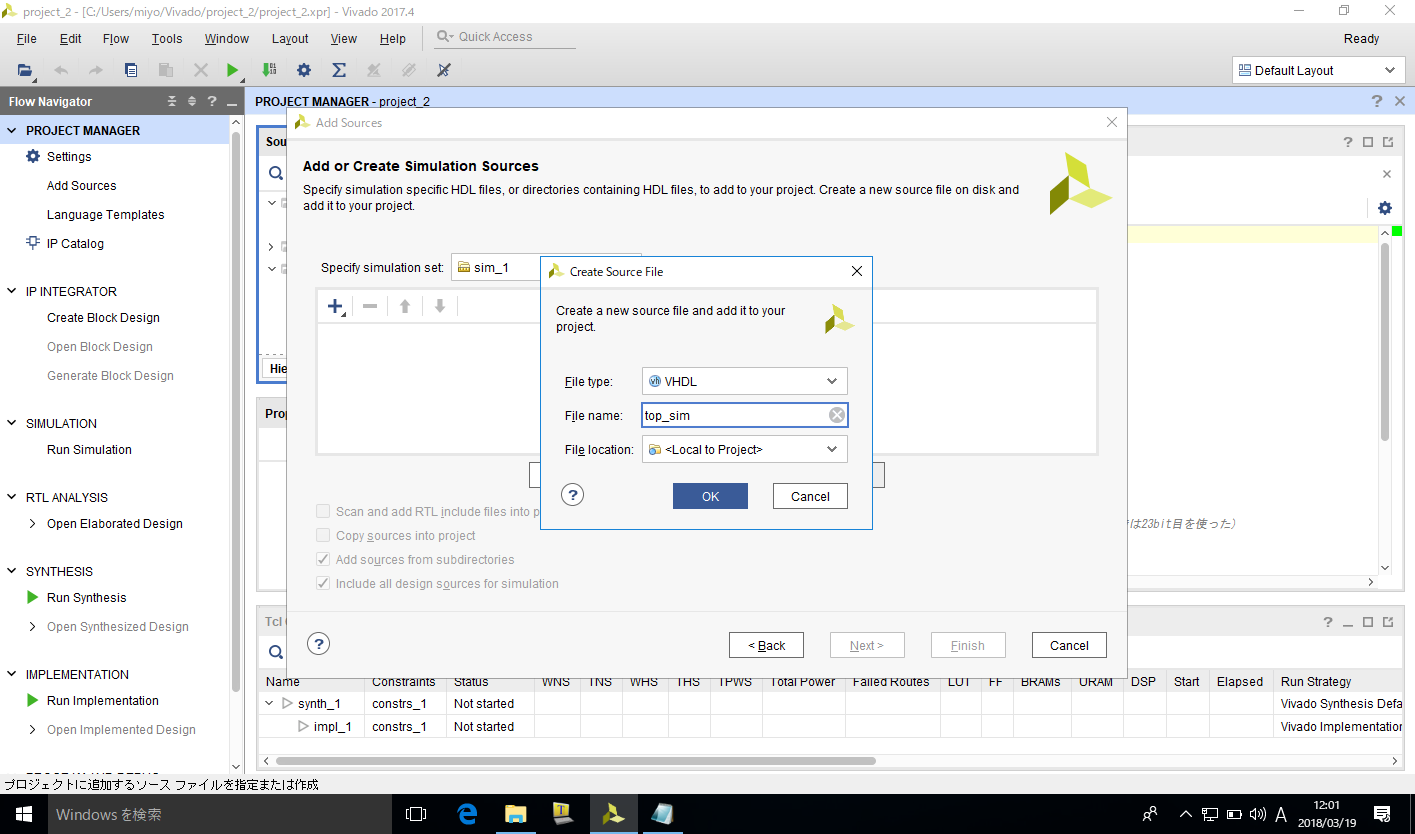 project_2 - [C:/Users/miyo/Vivado/project_2/project_2.xpr] - Vivado 2017.4
File Edit Flow Tools Window Layout View Help Quick Access Ready
Default Layout
Flow Navigator
PROJECT MANAGER - project_2
PROJECT MANAGER
Settings
Add Sources
Language Templates
IP Catalog
IP INTEGRATOR
Create Block Design
Open Block Design
Generate Block Design
SIMULATION
Run Simulation
RTL ANALYSIS
Open Elaborated Design
SYNTHESIS
Run Synthesis
Open Synthesized Design
IMPLEMENTATION
Run Implementation
Open Implemented Design
Sou
Hie
Prop
Add Sources
Add or Create Simulation Sources
Specify simulation specific HDL files, or directories containing HDL files, to add to your project. Create a new source file on disk and
add it to your project.
Specify simulation set: sim_1
Create Source File
Create a new source file and add it to your
project.
File type: VHDL
File name: top_sim
File location: <Local to Project>
OK Cancel
Scan and add RTL include files into p
Copy sources into project
Add sources from subdirectories
Include all design sources for simulation
< Back Next > Finish Cancel
は23bit目を使った)
Tcl
Name Constraints Status WNS TNS WHS THS TPWS Total Power Failed Routes LUT FF BRAMs URAM DSP Start Elapsed Run Strategy
synth_1 constrs_1 Not started Vivado Synthesis Defa
impl_1 constrs_1 Not started Vivado Implementation
プロジェクトに追加するソース ファイルを指定または作成
Windows を検索
A
12:01
2018/03/19